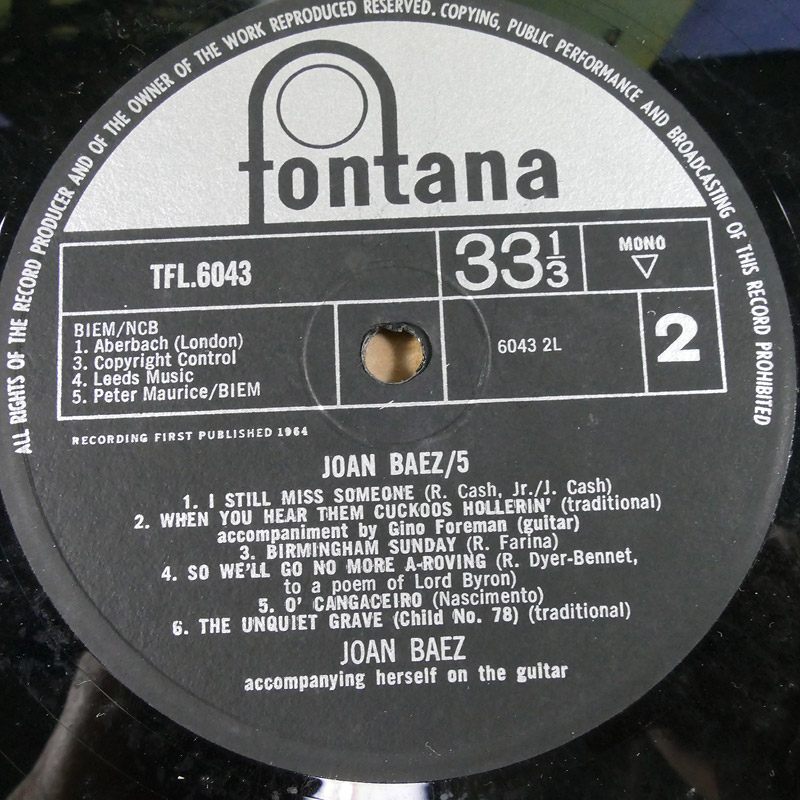 ALL RIGHTS OF THE RECORD PRODUCER AND OF THE OWNER OF THE WORK REPRODUCED RESERVED. COPYING, PUBLIC PERFORMANCE AND BROADCASTING OF THIS RECORD PROHIBITED
fontana
TFL.6043
33 1/3
MONO
BIEM/NCB
1. Aberbach (London)
3. Copyright Control
4. Leeds Music
5. Peter Maurice/BIEM
6043 2L
2
RECORDING FIRST PUBLISHED 1964
JOAN BAEZ/5
1. I STILL MISS SOMEONE (R. Cash, Jr./J. Cash)
2. WHEN YOU HEAR THEM CUCKOOS HOLLERIN' (traditional)
accompaniment by Gino Foreman (guitar)
3. BIRMINGHAM SUNDAY (R. Farina)
4. SO WE'LL GO NO MORE A-ROVING (R. Dyer-Bennet,
to a poem of Lord Byron)
5. O' CANGACEIRO (Nascimento)
6. THE UNQUIET GRAVE (Child No. 78) (traditional)
JOAN BAEZ
accompanying herself on the guitar